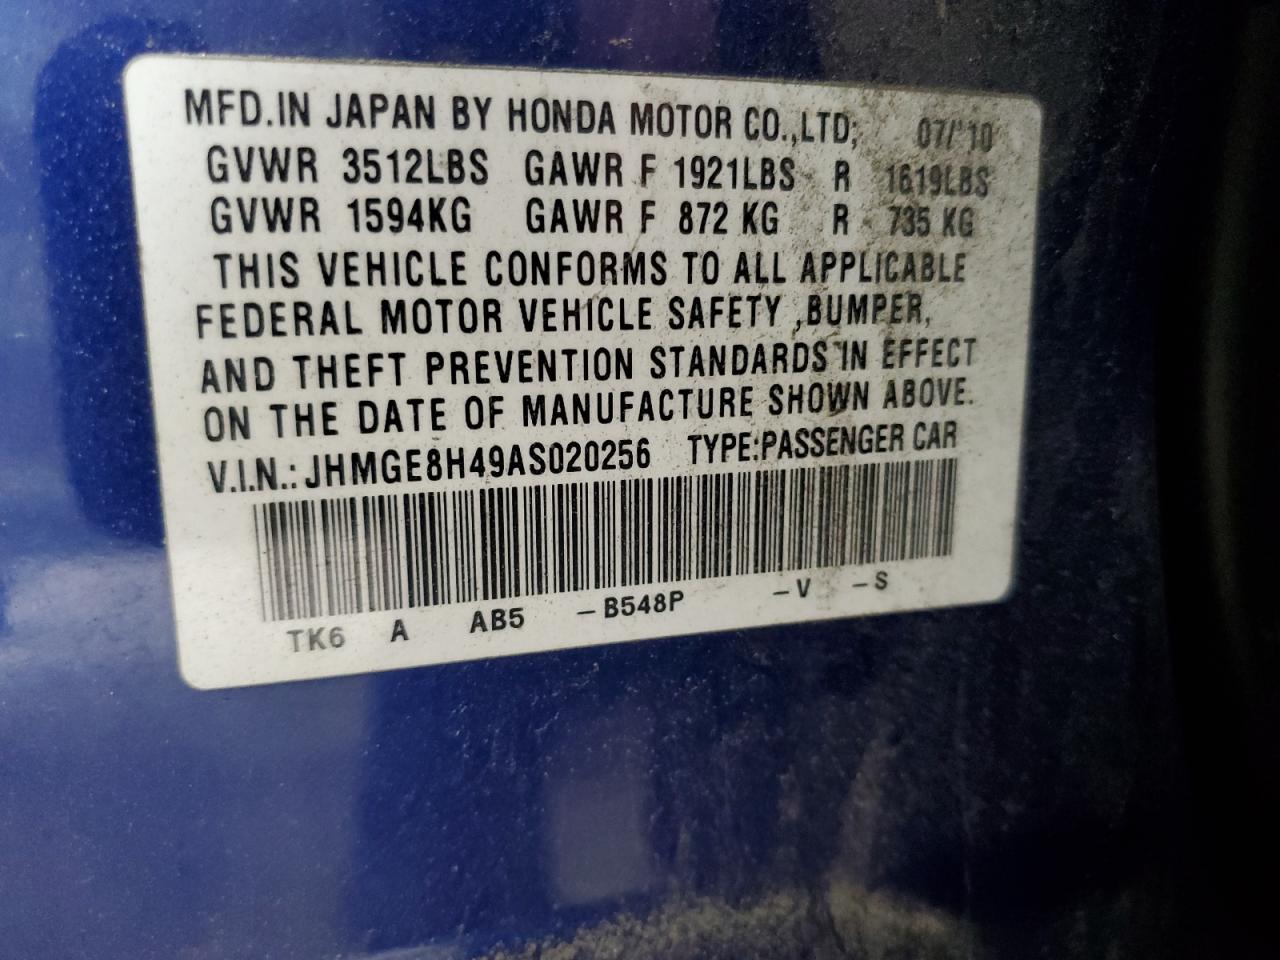 MFD.IN JAPAN BY HONDA MOTOR CO.,LTD; 07/'10
GVWR 3512LBS GAWR F 1921LBS R 1619LBS
GVWR 1594KG GAWR F 872 KG R 735 KG
THIS VEHICLE CONFORMS TO ALL APPLICABLE
FEDERAL MOTOR VEHICLE SAFETY ,BUMPER,
AND THEFT PREVENTION STANDARDS IN EFFECT
ON THE DATE OF MANUFACTURE SHOWN ABOVE.
V.I.N.: JHMGE8H49AS020256 TYPE:PASSENGER CAR
TK6 A AB5 –B548P –V –S